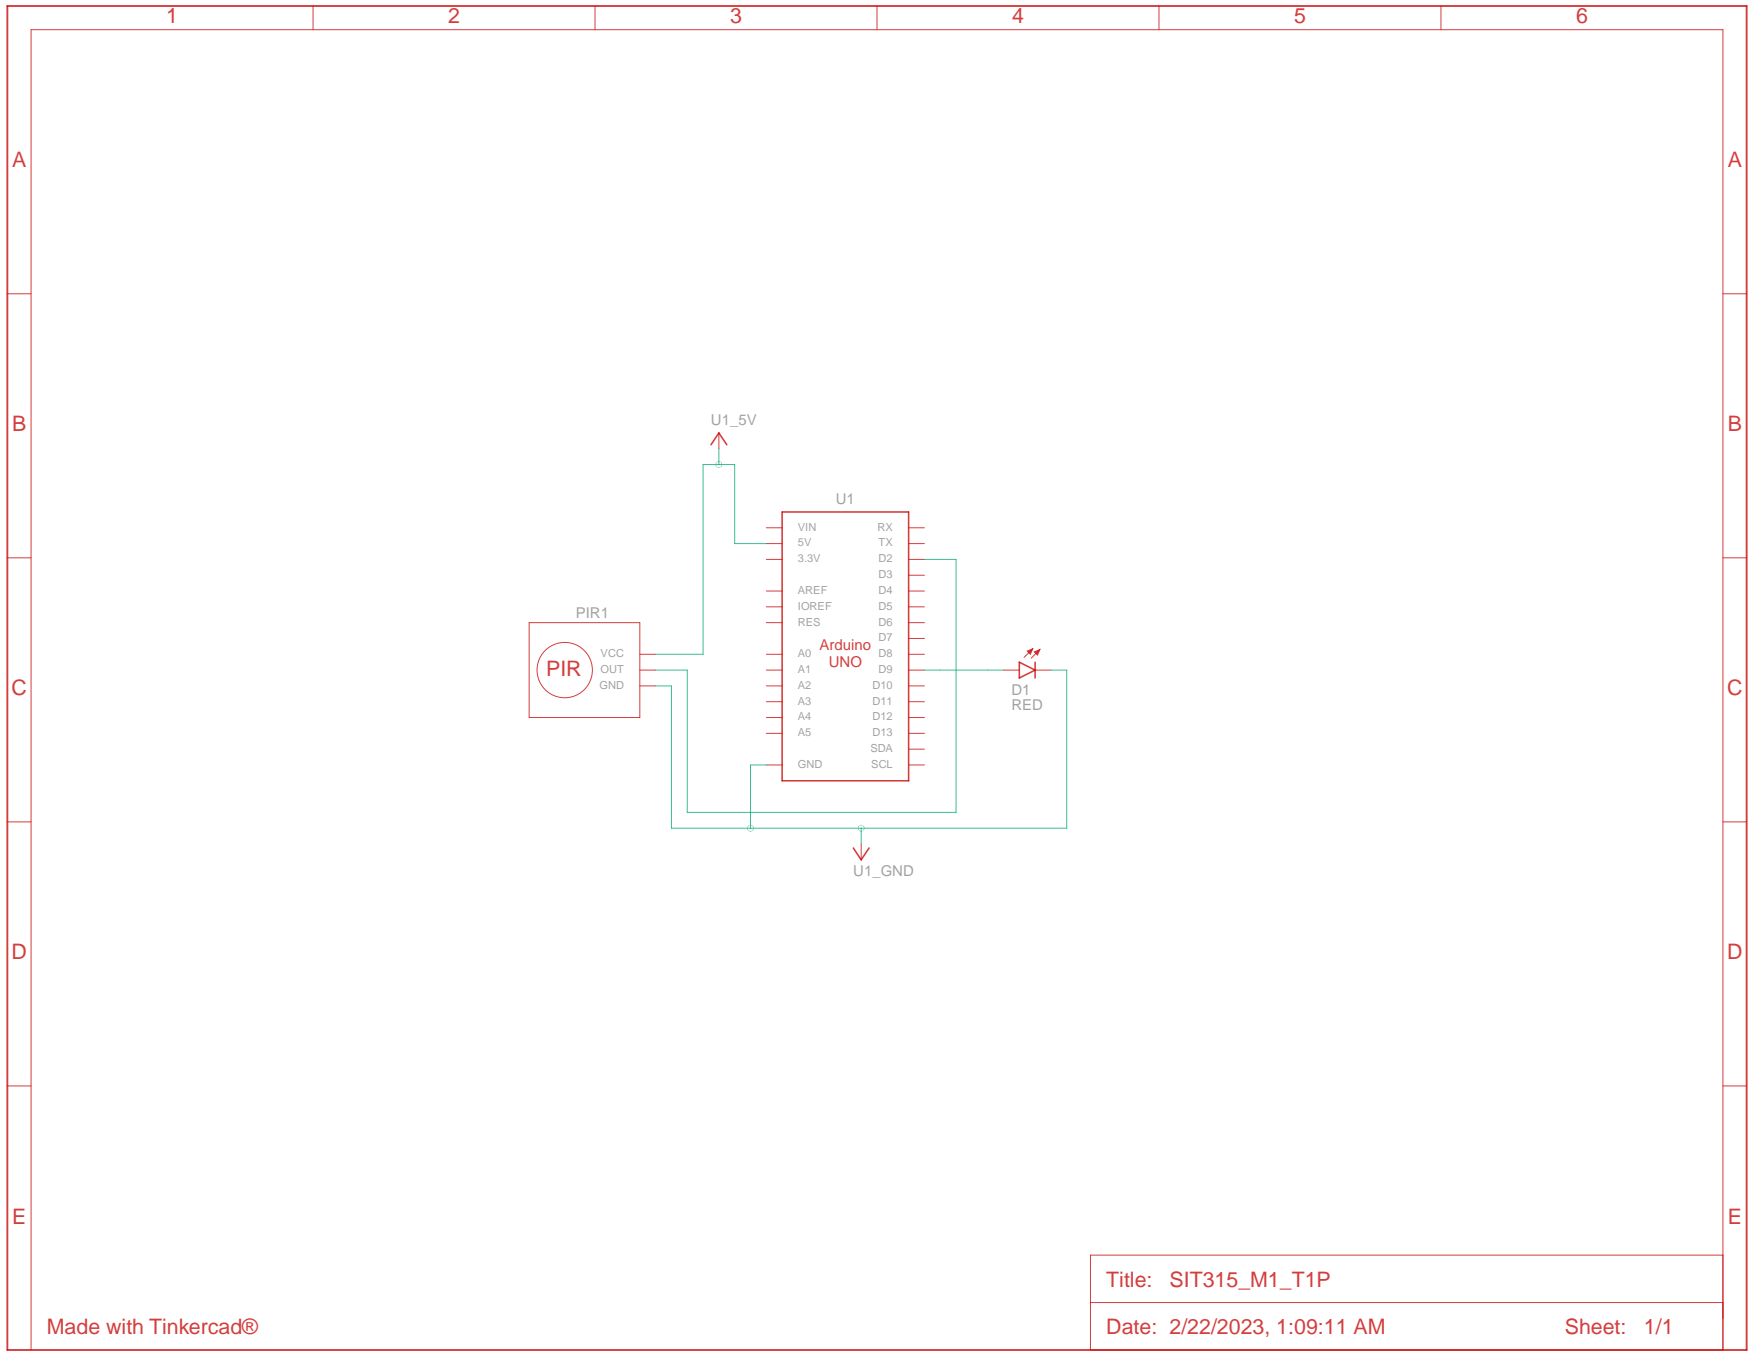 1 2 3 4 5 6
A A
B B
U1_5V
U1
VIN RX
5V TX
3.3V D2
D3
AREF D4
IOREF D5
RES D6
D7
Arduino
UNO
A0 D8
A1 D9
A2 D10
A3 D11
A4 D12
A5 D13
SDA
GND SCL
PIR1
PIR
VCC
OUT
GND
D1
RED
C C
U1_GND
D D
E E
Title: SIT315_M1_T1P
Made with Tinkercad®
Date: 2/22/2023, 1:09:11 AM Sheet: 1/1